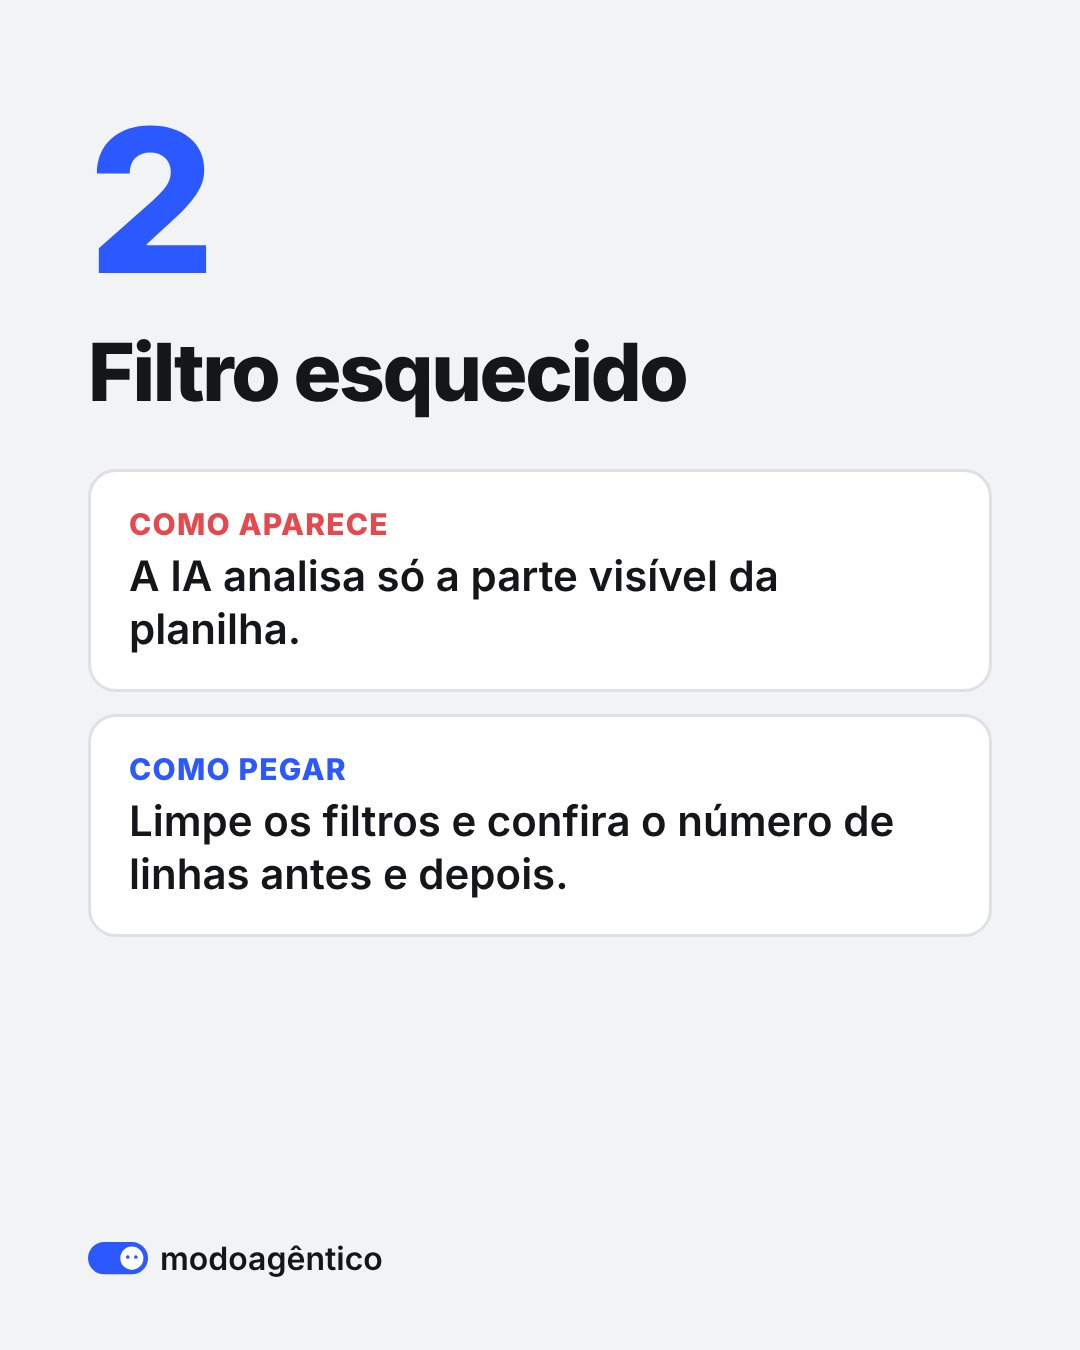 2
Filtro esquecido
COMO APARECE
A IA analisa só a parte visível da
planilha.
COMO PEGAR
Limpe os filtros e confira o número de
linhas antes e depois.
modoagêntico